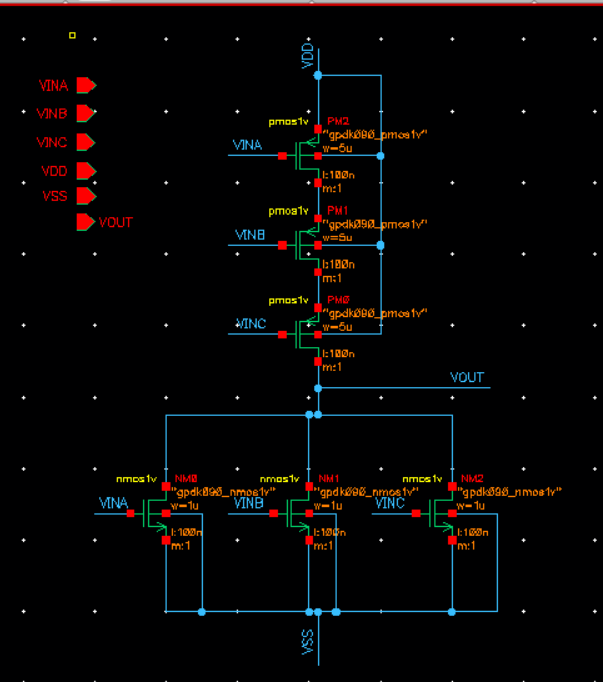 VDD
VINA
VINB
VINC
VDD
VSS
VOUT
pmos1v PM2
"gpdk090_pmos1v"
VINA w=5u
l:100n
m:1
pmos1v PM1
"gpdk090_pmos1v"
VINB w=5u
l:100n
m:1
pmos1v PM0
"gpdk090_pmos1v"
VINC w=5u
l:100n
m:1
VOUT
nmos1v NM0 nmos1v NM1 nmos1v NM2
"gpdk090_nmos1v" "gpdk090_nmos1v" "gpdk090_nmos1v"
VINA w=1u VINB w=1u VINC w=1u
l:100n l:100n l:100n
m:1 m:1 m:1
VSS